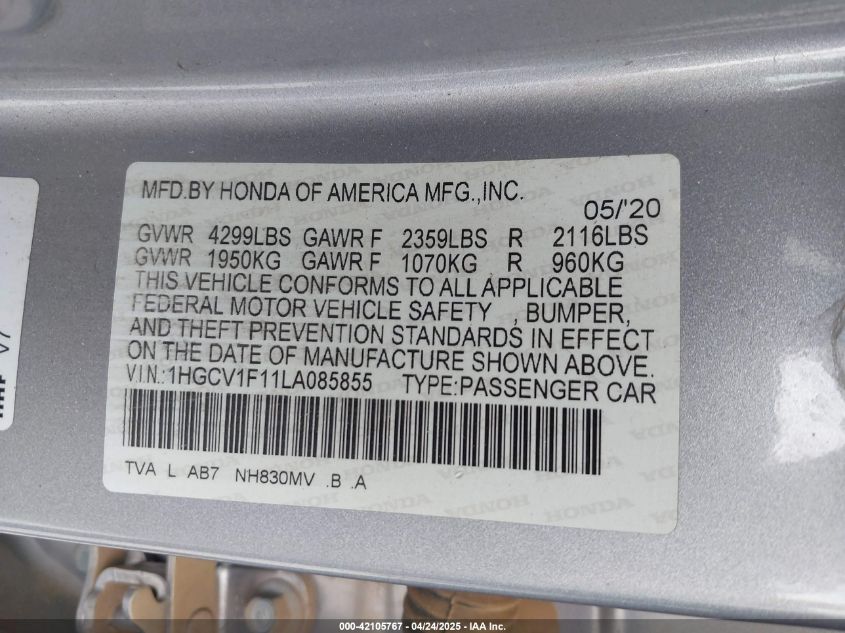 MFD.BY HONDA OF AMERICA MFG.,INC.
05/'20
GVWR 4299LBS GAWR F 2359LBS R 2116LBS
GVWR 1950KG GAWR F 1070KG R 960KG
THIS VEHICLE CONFORMS TO ALL APPLICABLE
FEDERAL MOTOR VEHICLE SAFETY , BUMPER,
AND THEFT PREVENTION STANDARDS IN EFFECT
ON THE DATE OF MANUFACTURE SHOWN ABOVE.
V.I.N.:1HGCV1F11LA085855 TYPE:PASSENGER CAR
TVA L AB7 NH830MV .B .A
000-42105767 - 04/24/2025 - IAA Inc.